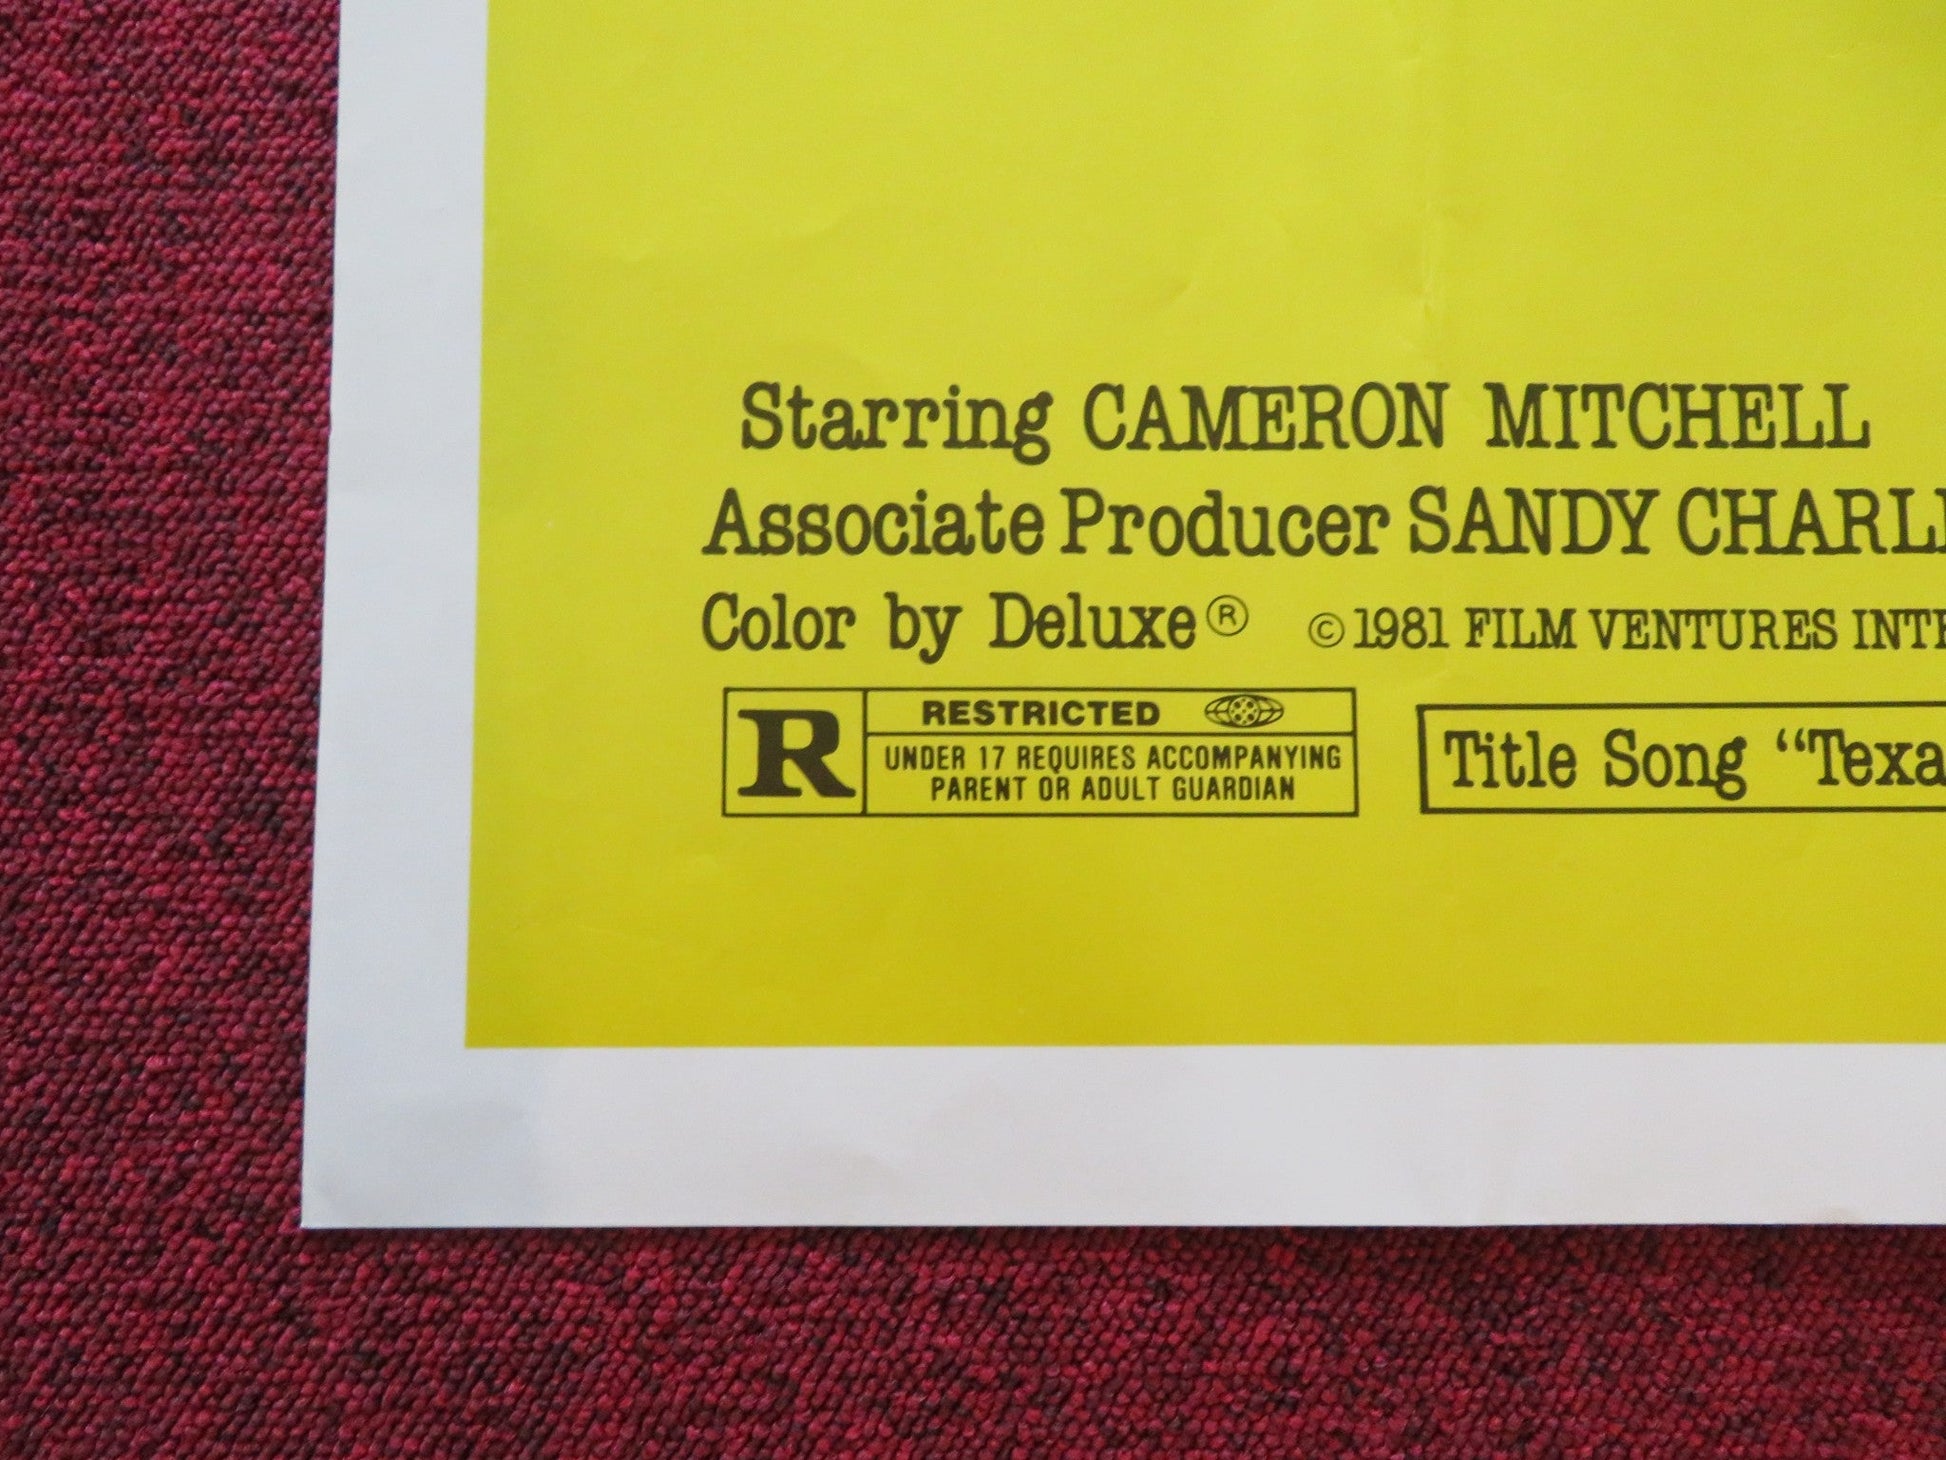 Starring CAMERON MITCHELL
Associate Producer SANDY
Color by Deluxe® ©1981 FILM VENTURES
R
RESTRICTED
UNDER 17 REQUIRES ACCOMPANYING
PARENT OR ADULT GUARDIAN
Title Song “Texa